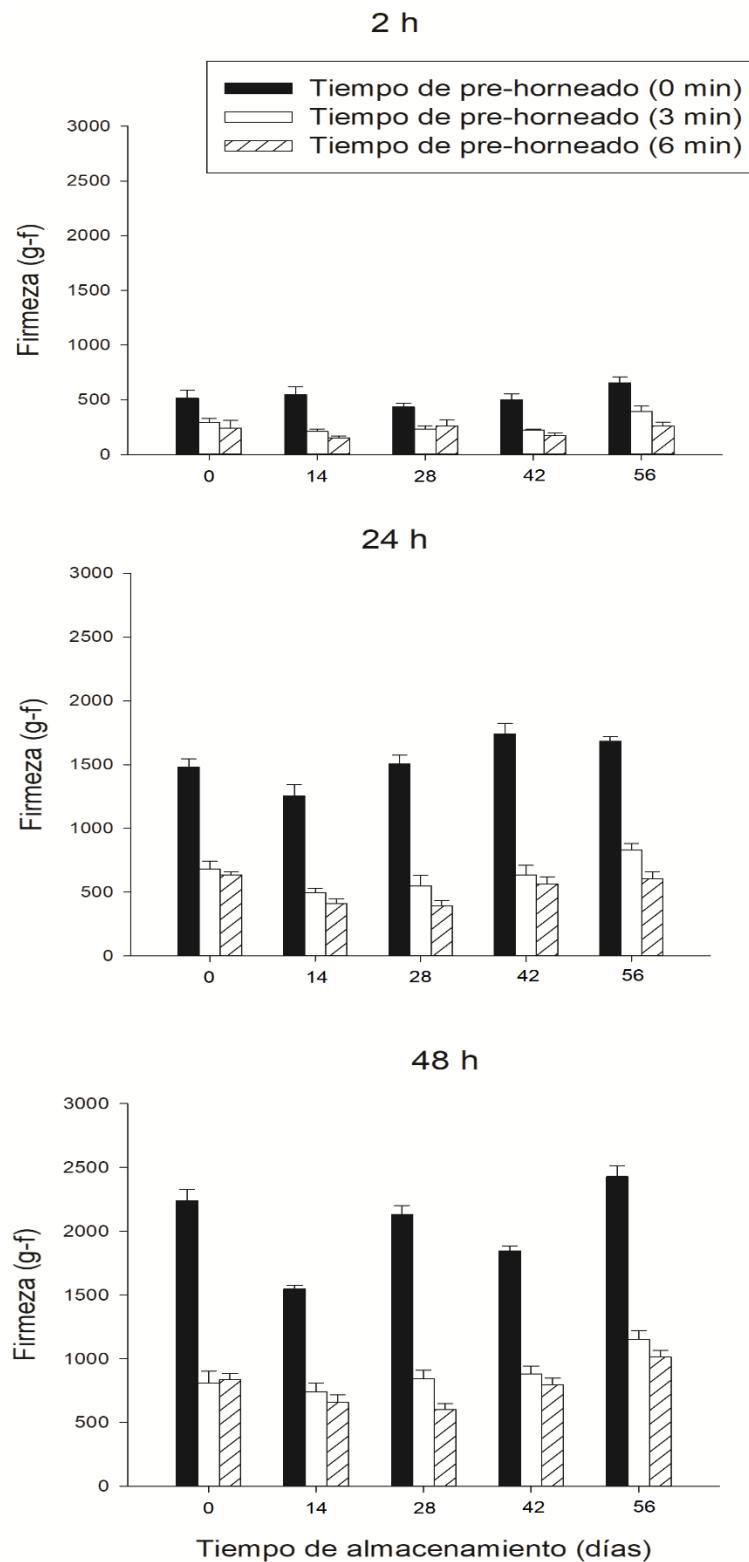 2 h
Tiempo de pre-horneado (0 min)
Tiempo de pre-horneado (3 min)
Tiempo de pre-horneado (6 min)
Firmeza (g-f)
3000
2500
2000
1500
1000
500
0
0 14 28 42 56
24 h
Firmeza (g-f)
3000
2500
2000
1500
1000
500
0
0 14 28 42 56
48 h
Firmeza (g-f)
3000
2500
2000
1500
1000
500
0
0 14 28 42 56
Tiempo de almacenamiento (días)